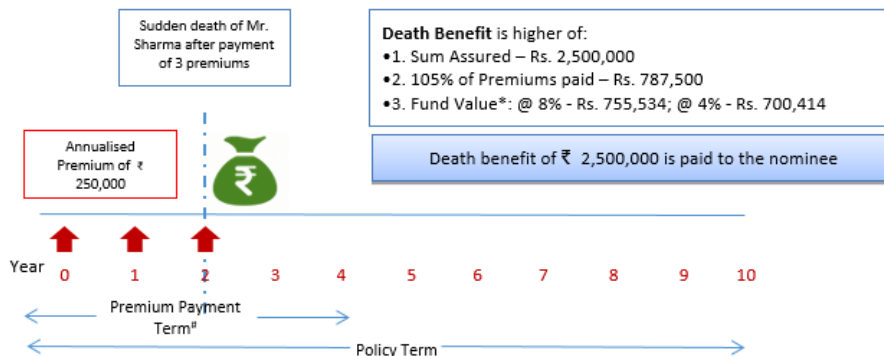 Sudden death of Mr.
Sharma after payment
of 3 premiums
Death Benefit is higher of:
•1. Sum Assured – Rs. 2,500,000
•2. 105% of Premiums paid – Rs. 787,500
•3. Fund Value*: @ 8% - Rs. 755,534; @ 4% - Rs. 700,414
Annualised
Premium of ₹
250,000
₹
Death benefit of ₹ 2,500,000 is paid to the nominee
Year 0 1 2 3 4 5 6 7 8 9 10
Premium Payment
Term#
Policy Term